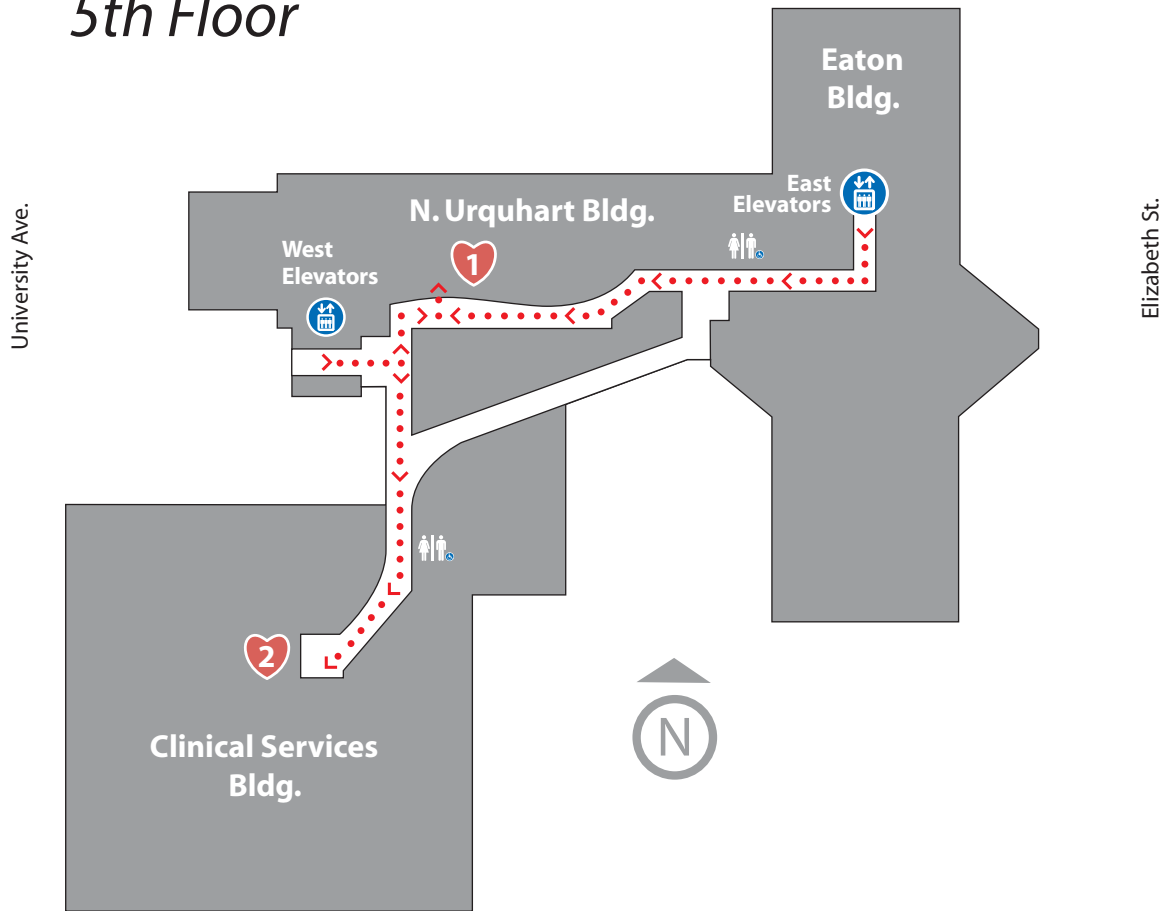 5th Floor
Eaton
Bldg.
University Ave.
Elizabeth St.
East
Elevators
N. Urquhart Bldg.
West
Elevators
1
2
Clinical Services
Bldg.
N